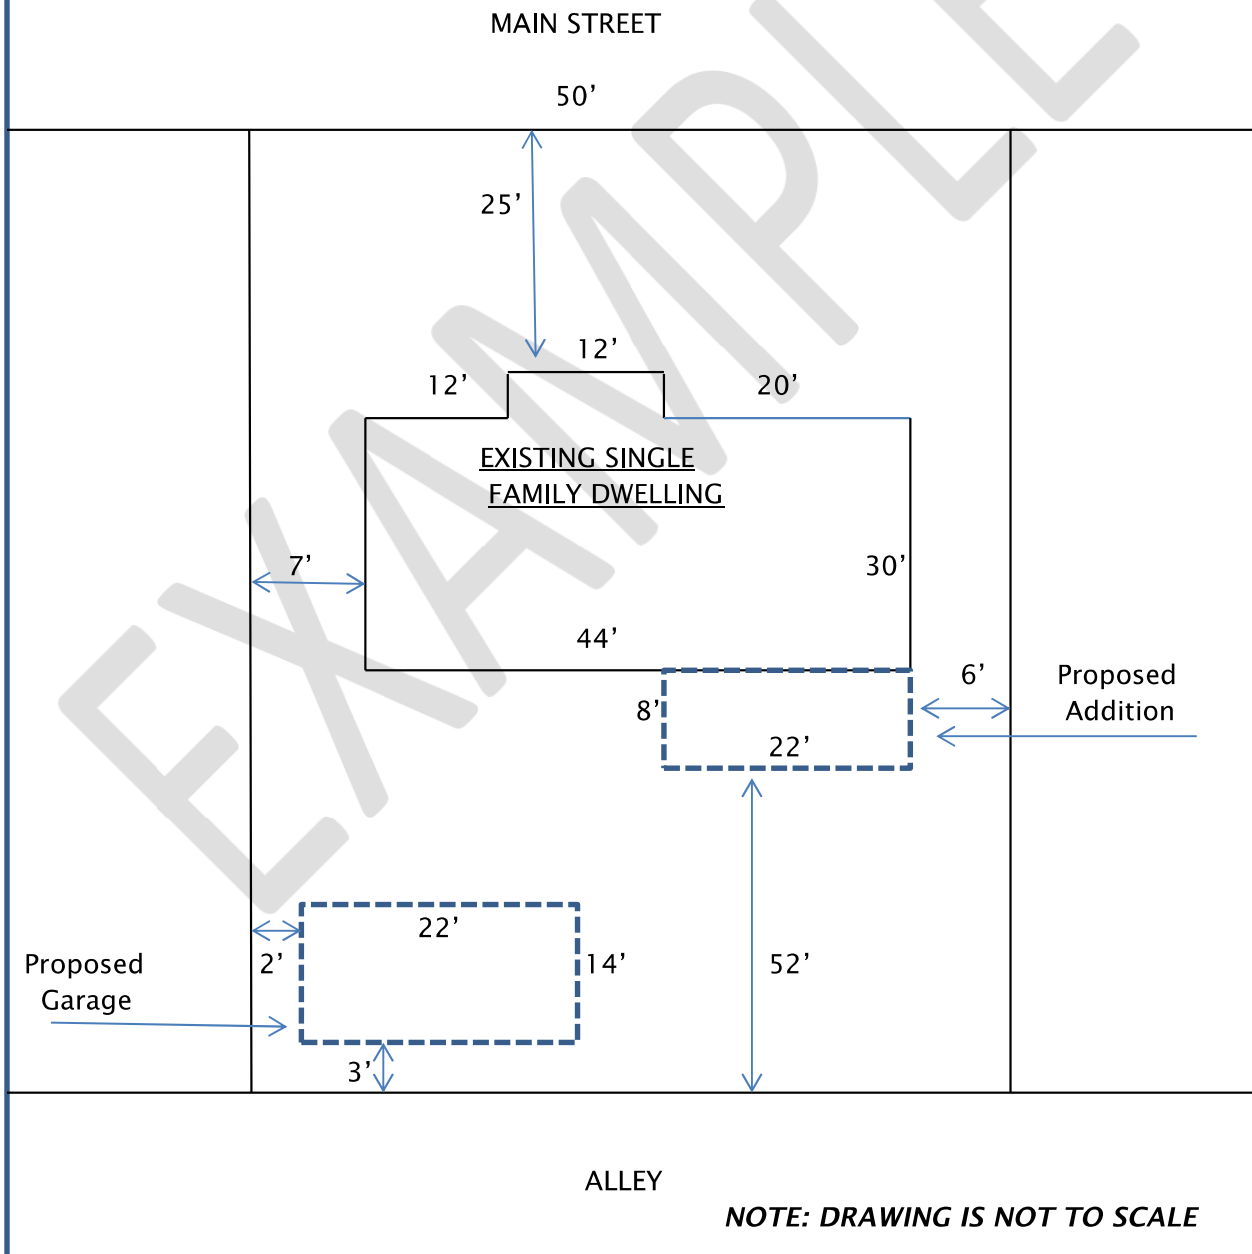 MAIN STREET
50’
25’
12’
12’
20’
EXISTING SINGLE
FAMILY DWELLING
7’
30’
44’
6’
Proposed
Addition
8’
22’
22’
2’
14’
52’
Proposed
Garage
3’
ALLEY
NOTE: DRAWING IS NOT TO SCALE
EXAMPLE